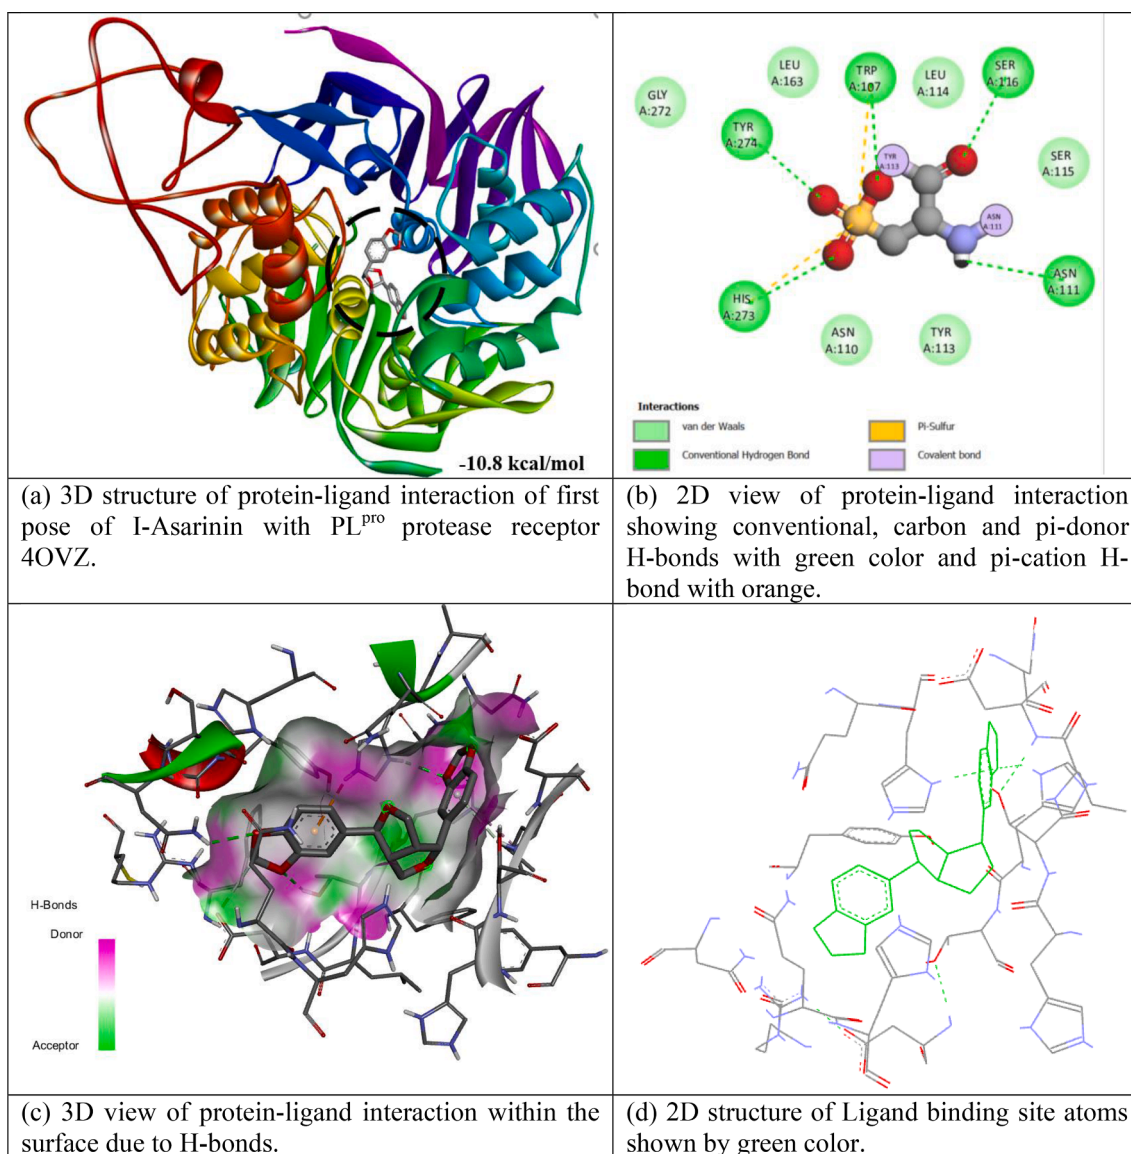 -10.8 kcal/mol
LEU
A:163
TRP
A:107
LEU
A:114
SER
A:116
GLY
A:272
TYR
A:274
TYR
A:113
SER
A:115
ASN
A:111
ASN
A:111
HIS
A:273
ASN
A:110
TYR
A:113
Interactions
van der Waals
Conventional Hydrogen Bond
Pi-Sulfur
Covalent bond
(a) 3D structure of protein-ligand interaction of first
pose of I-Asarinin with PLᵖʳᵒ protease receptor
4OVZ.
(b) 2D view of protein-ligand interaction
showing conventional, carbon and pi-donor
H-bonds with green color and pi-cation H-
bond with orange.
H-Bonds
Donor
Acceptor
(c) 3D view of protein-ligand interaction within the
surface due to H-bonds.
(d) 2D structure of Ligand binding site atoms
shown by green color.